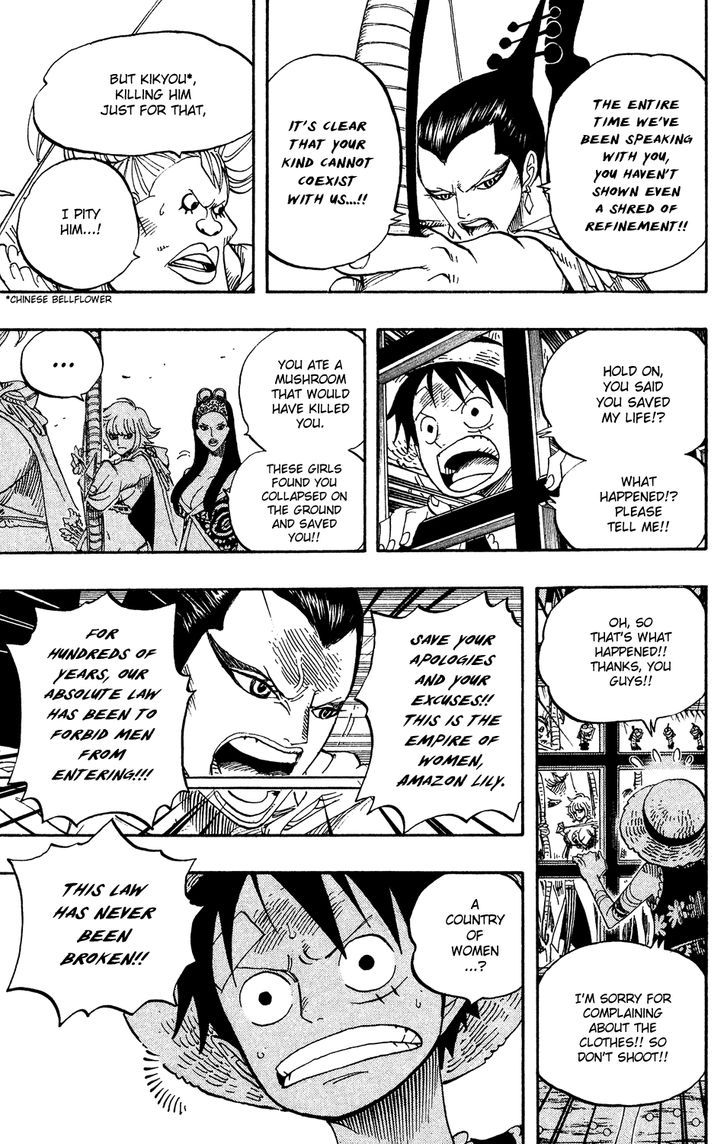 THE ENTIRE
TIME WE'VE
BEEN SPEAKING
WITH YOU,
YOU HAVEN'T
SHOWN EVEN
A SHRED OF
REFINEMENT!!
IT'S CLEAR
THAT YOUR
KIND CANNOT
COEXIST
WITH US...!!
BUT KIKYOU*,
KILLING HIM
JUST FOR THAT,
I PITY
HIM...!
*CHINESE BELLFLOWER
HOLD ON,
YOU SAID
YOU SAVED
MY LIFE!?
WHAT
HAPPENED!?
PLEASE
TELL ME!!
YOU ATE A
MUSHROOM
THAT WOULD
HAVE KILLED
YOU.
THESE GIRLS
FOUND YOU
COLLAPSED ON
THE GROUND
AND SAVED
YOU!!
...
OH, SO
THAT'S WHAT
HAPPENED!!
THANKS, YOU
GUYS!!
I'M SORRY FOR
COMPLAINING
ABOUT THE
CLOTHES!! SO
DON'T SHOOT!!
SAVE YOUR
APOLOGIES
AND YOUR
EXCUSES!!
THIS IS THE
EMPIRE OF
WOMEN,
AMAZON LILY.
FOR
HUNDREDS OF
YEARS, OUR
ABSOLUTE LAW
HAS BEEN TO
FORBID MEN
FROM
ENTERING!!!
A
COUNTRY
OF
WOMEN
...?
THIS LAW
HAS NEVER
BEEN
BROKEN!!